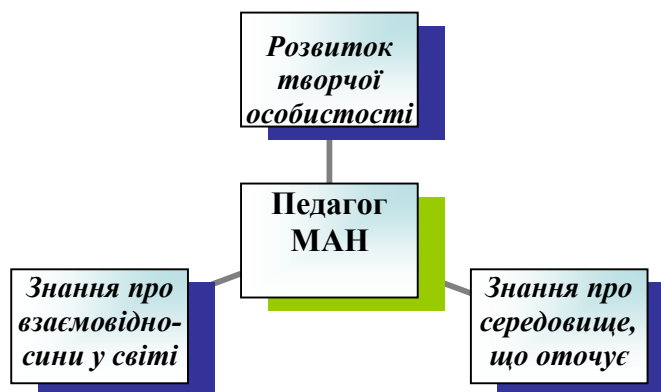 Розвиток
творчої
особистості
Педагог
МАН
Знання про
взаємовідно-
сини у світі
Знання про
середовище,
що оточує